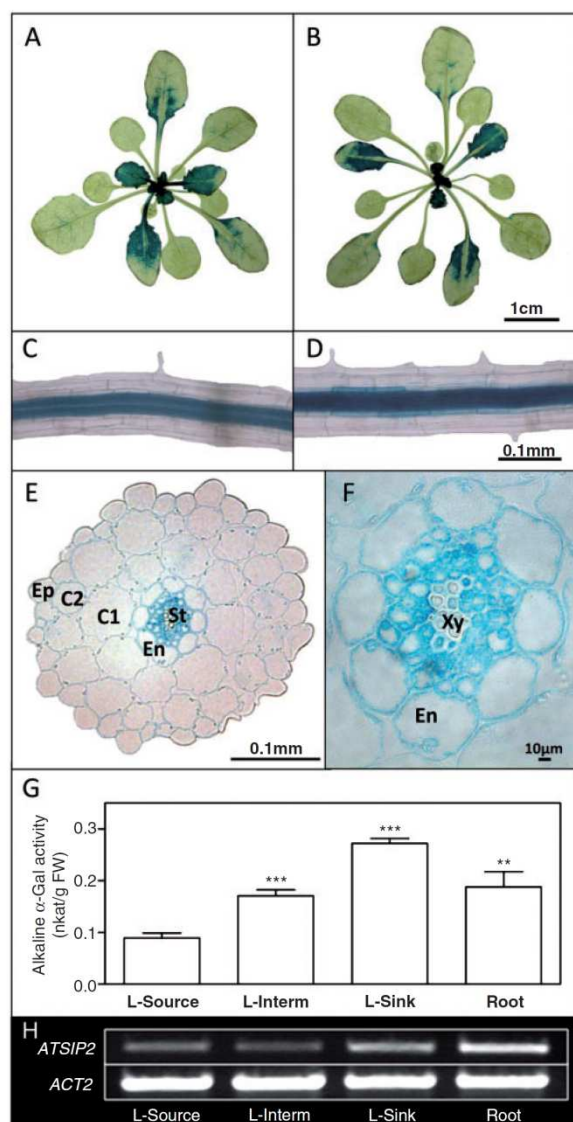 A
B
1cm
C
D
0.1mm
E
F
Ep
C2
C1
St
En
Xy
En
0.1mm
10µm
G
Alkaline α-Gal activity
(nkat/g FW)
0.3
0.2
0.1
0.0
***
***
**
L-Source L-Interm L-Sink Root
H
ATSIP2
ACT2
L-Source L-Interm L-Sink Root